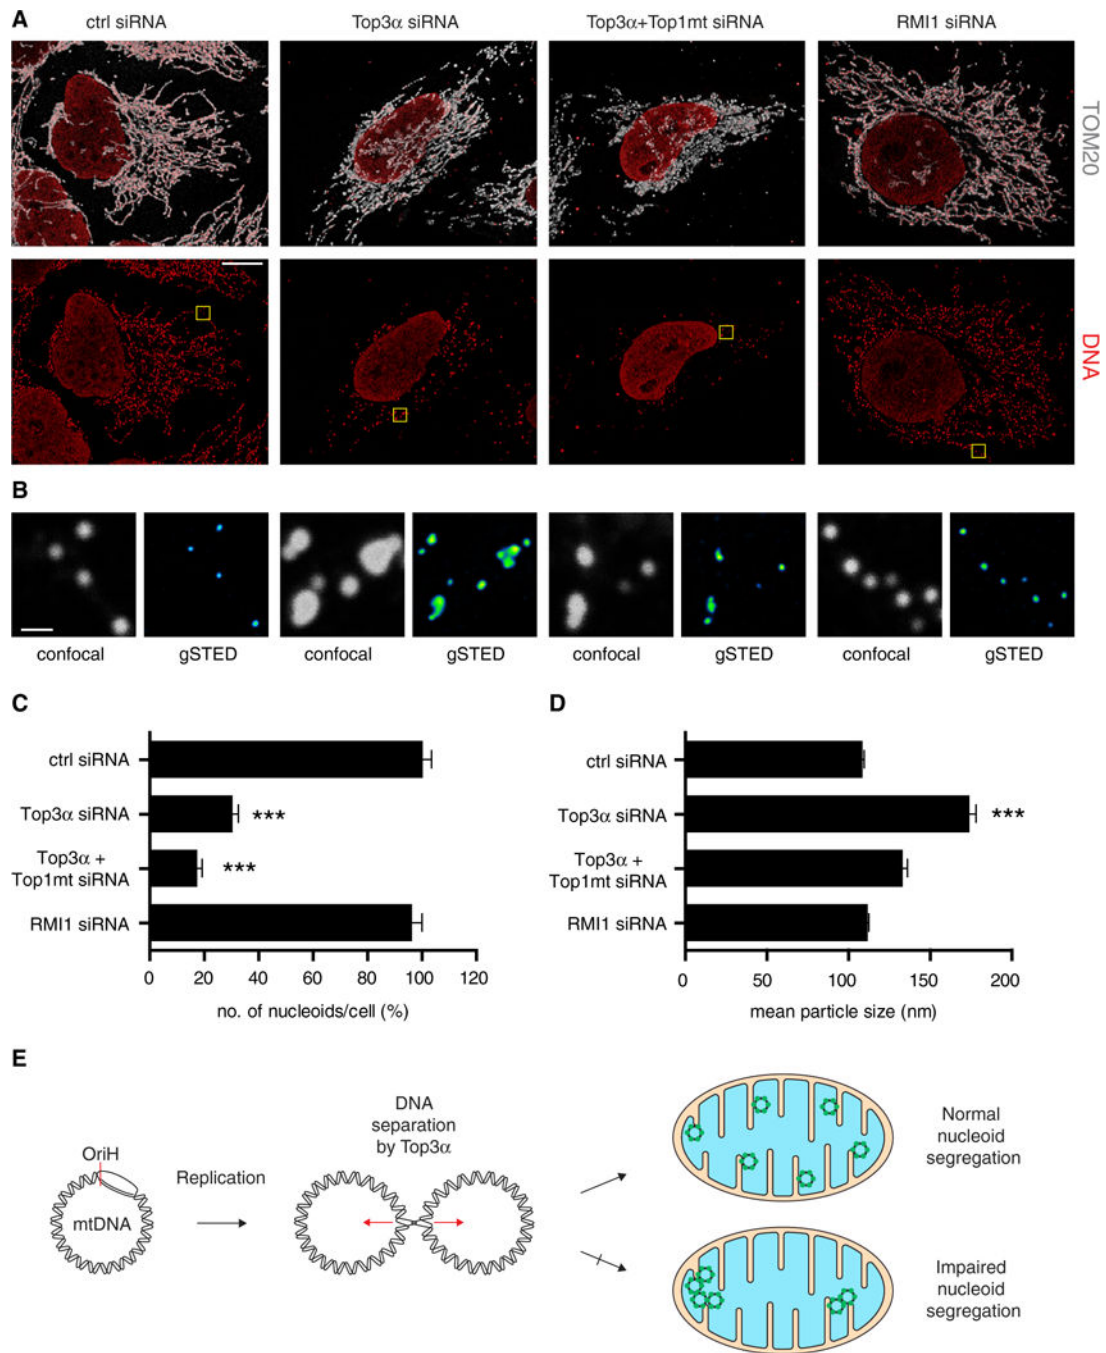 A
ctrl siRNA
Top3α siRNA
Top3α+Top1mt siRNA
RMI1 siRNA
TOM20
DNA
B
confocal
gSTED
confocal
gSTED
confocal
gSTED
confocal
gSTED
C
ctrl siRNA
Top3α siRNA
***
Top3α +
Top1mt siRNA
***
RMI1 siRNA
0 20 40 60 80 100 120
no. of nucleoids/cell (%)
D
ctrl siRNA
Top3α siRNA
***
Top3α +
Top1mt siRNA
RMI1 siRNA
0 50 100 150 200
mean particle size (nm)
E
OriH
mtDNA
Replication
DNA
separation
by Top3α
Normal
nucleoid
segregation
Impaired
nucleoid
segregation